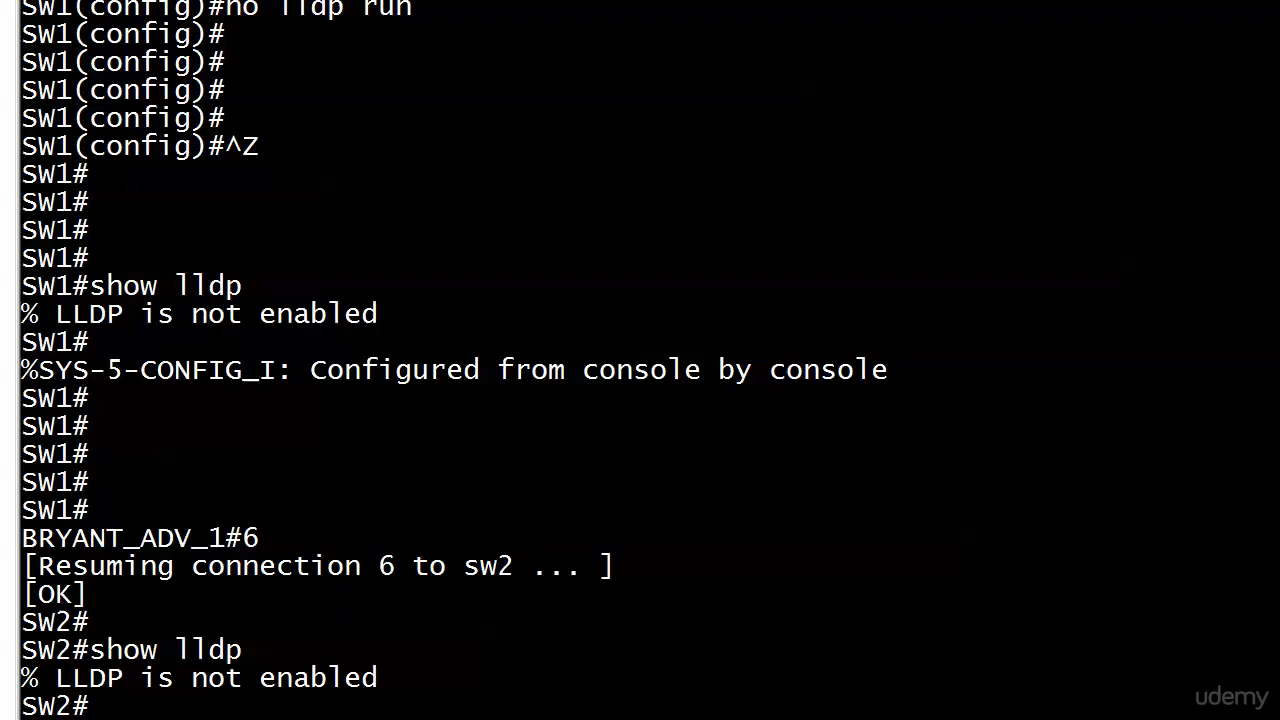 SW1(config)#no lldp run
SW1(config)#
SW1(config)#
SW1(config)#
SW1(config)#
SW1(config)#^Z
SW1#
SW1#
SW1#
SW1#
SW1#show lldp
% LLDP is not enabled
SW1#
%SYS-5-CONFIG_I: Configured from console by console
SW1#
SW1#
SW1#
SW1#
SW1#
BRYANT_ADV_1#6
[Resuming connection 6 to sw2 ... ]
[OK]
SW2#
SW2#show lldp
% LLDP is not enabled
SW2#
udemy